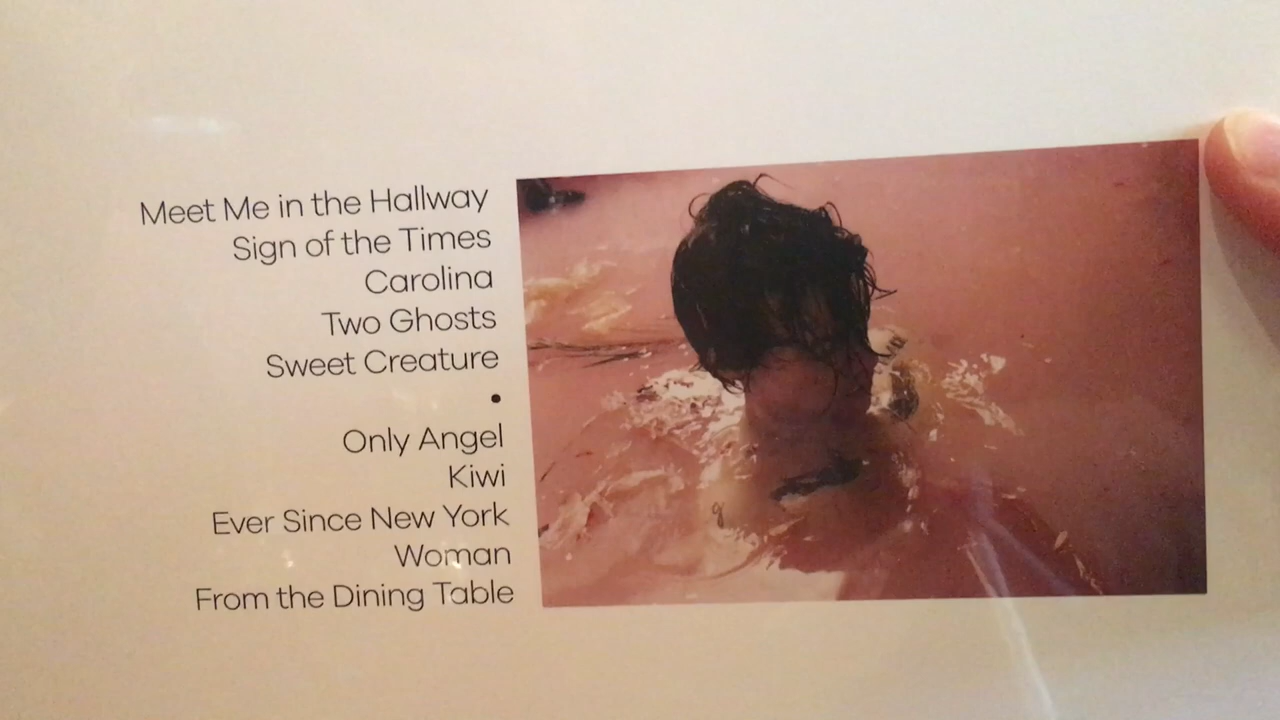 Meet Me in the Hallway
Sign of the Times
Carolina
Two Ghosts
Sweet Creature
•
Only Angel
Kiwi
Ever Since New York
Woman
From the Dining Table